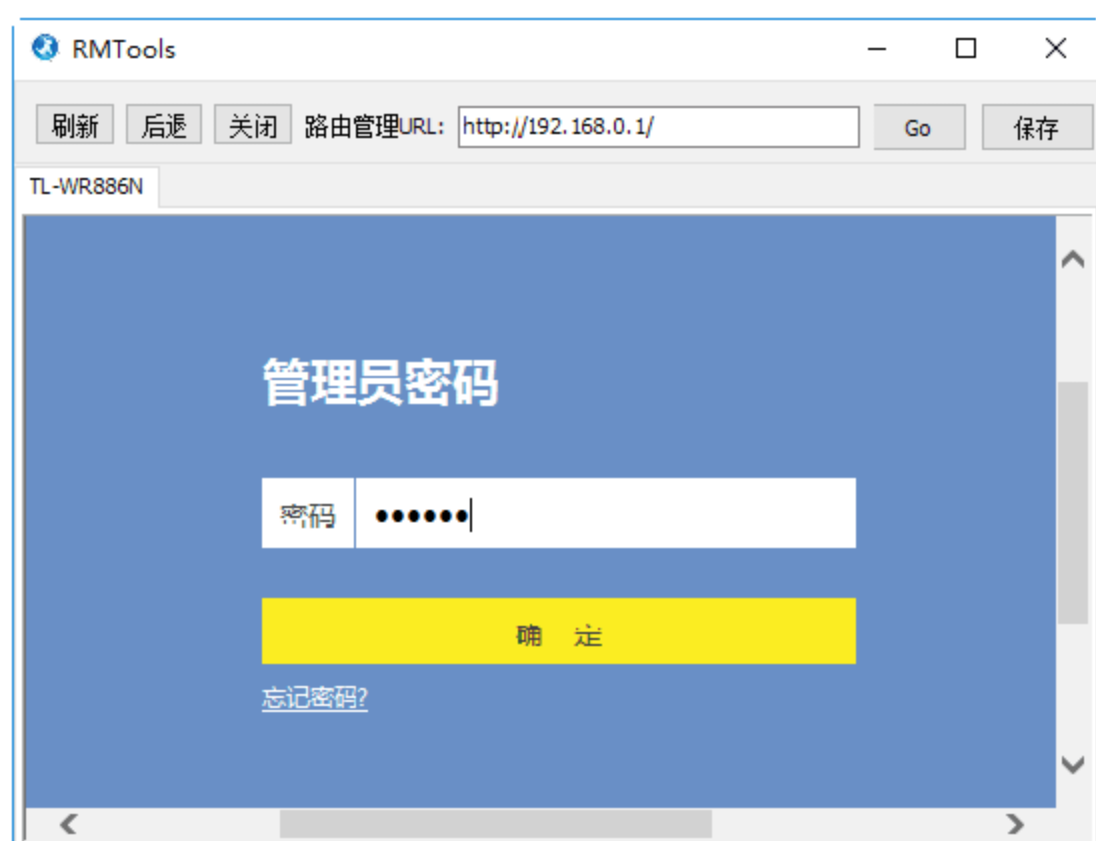 RMTools
刷新 后退 关闭 路由管理URL: http://192.168.0.1/ Go 保存
TL-WR886N
管理员密码
密码 ••••••
确 定
忘记密码?